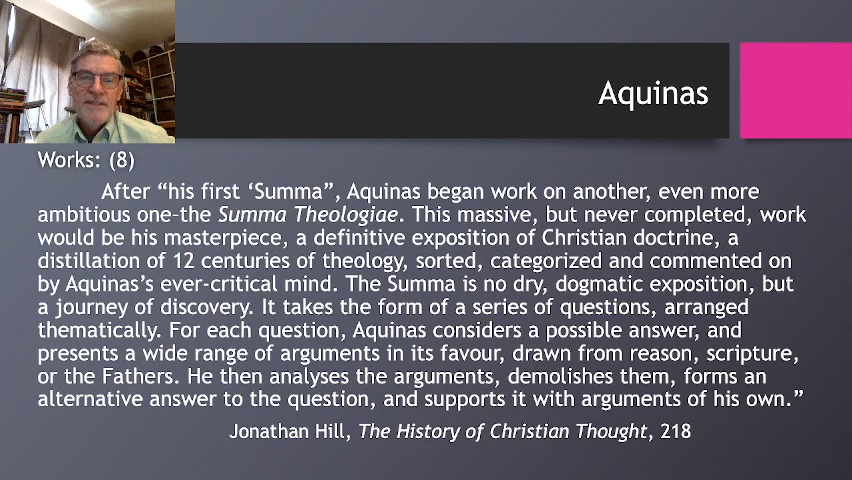 Aquinas
Works: (8)
After “his first ‘Summa”, Aquinas began work on another, even more
ambitious one–the Summa Theologiae. This massive, but never completed, work
would be his masterpiece, a definitive exposition of Christian doctrine, a
distillation of 12 centuries of theology, sorted, categorized and commented on
by Aquinas’s ever-critical mind. The Summa is no dry, dogmatic exposition, but
a journey of discovery. It takes the form of a series of questions, arranged
thematically. For each question, Aquinas considers a possible answer, and
presents a wide range of arguments in its favour, drawn from reason, scripture,
or the Fathers. He then analyses the arguments, demolishes them, forms an
alternative answer to the question, and supports it with arguments of his own.”
Jonathan Hill, The History of Christian Thought, 218